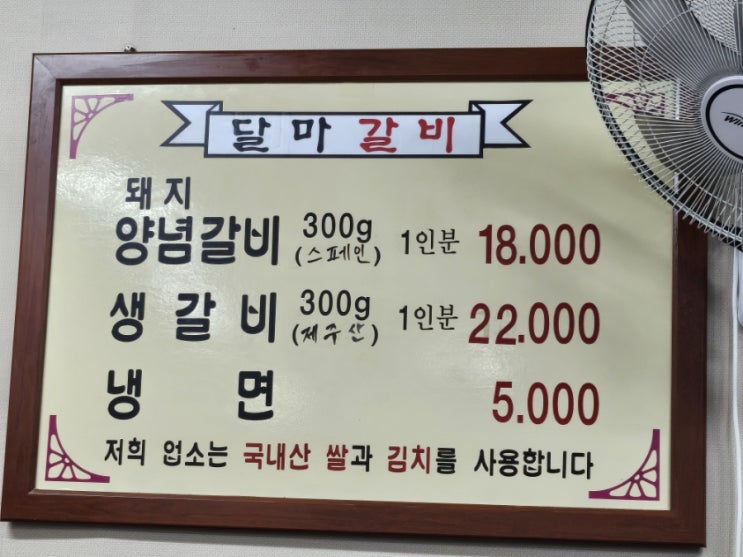 달마갈비
돼지
양념갈비 300g (스페인) 1인분 18.000
생갈비 300g (제주산) 1인분 22.000
냉면 5.000
저희 업소는 국내산 쌀과 김치를 사용합니다